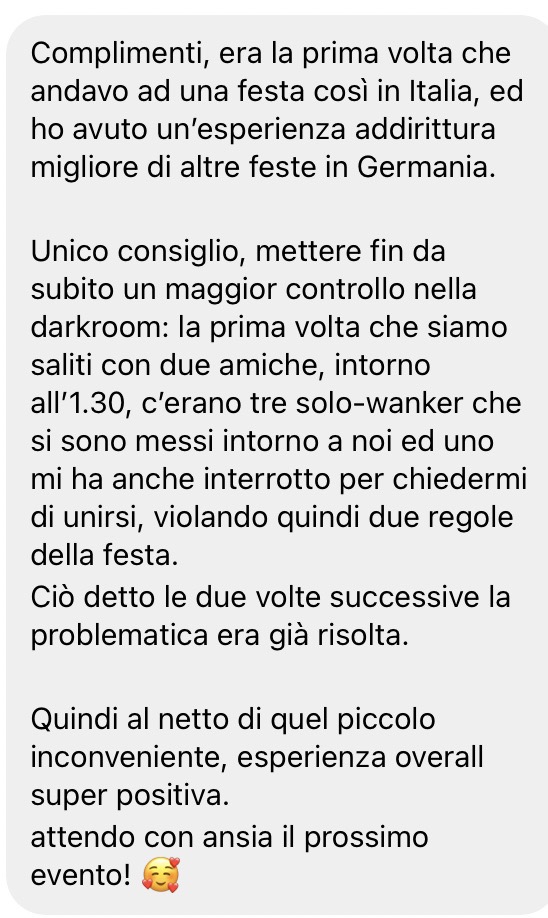 Complimenti, era la prima volta che
andavo ad una festa così in Italia, ed
ho avuto un’esperienza addirittura
migliore di altre feste in Germania.
Unico consiglio, mettere fin da
subito un maggior controllo nella
darkroom: la prima volta che siamo
saliti con due amiche, intorno
all’1.30, c’erano tre solo-wanker che
si sono messi intorno a noi ed uno
mi ha anche interrotto per chiedermi
di unirsi, violando quindi due regole
della festa.
Ciò detto le due volte successive la
problematica era già risolta.
Quindi al netto di quel piccolo
inconveniente, esperienza overall
super positiva.
attendo con ansia il prossimo
evento! 🥰